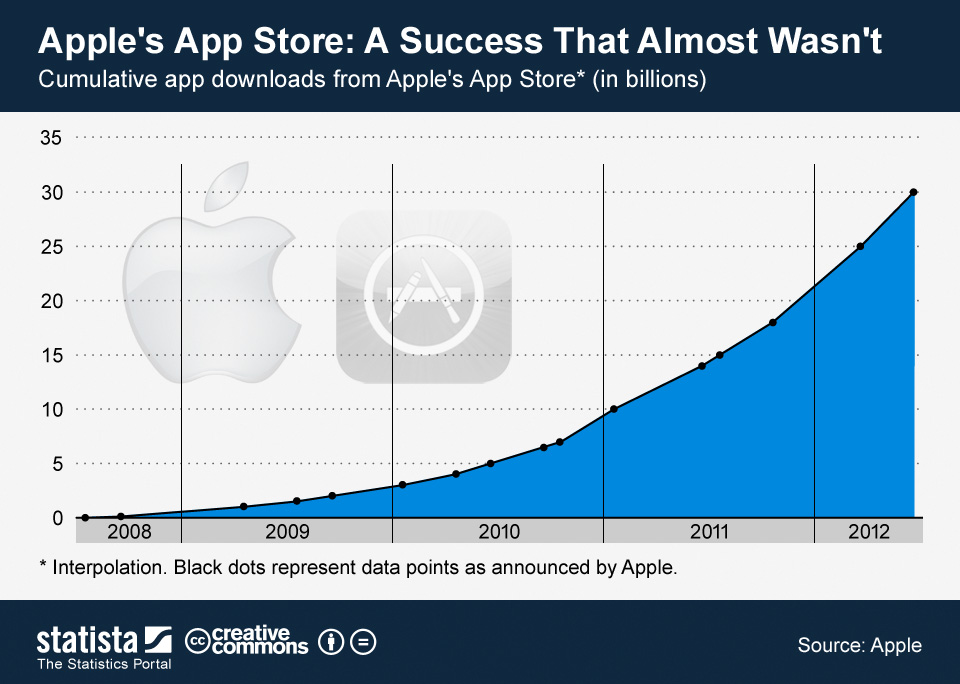 Apple's App Store: A Success That Almost Wasn't
Cumulative app downloads from Apple's App Store* (in billions)
35
30
25
20
15
10
5
0
2008 2009 2010 2011 2012
* Interpolation. Black dots represent data points as announced by Apple.
statista
The Statistics Portal
cc creative commons
Source: Apple